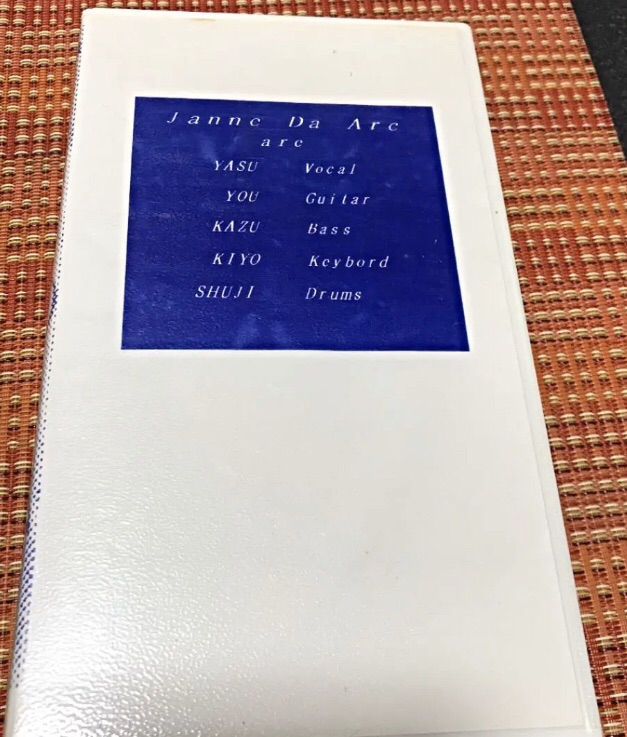 Janne Da Arc
arc
YASU Vocal
YOU Guitar
KAZU Bass
KIYO Keybord
SHUJI Drums